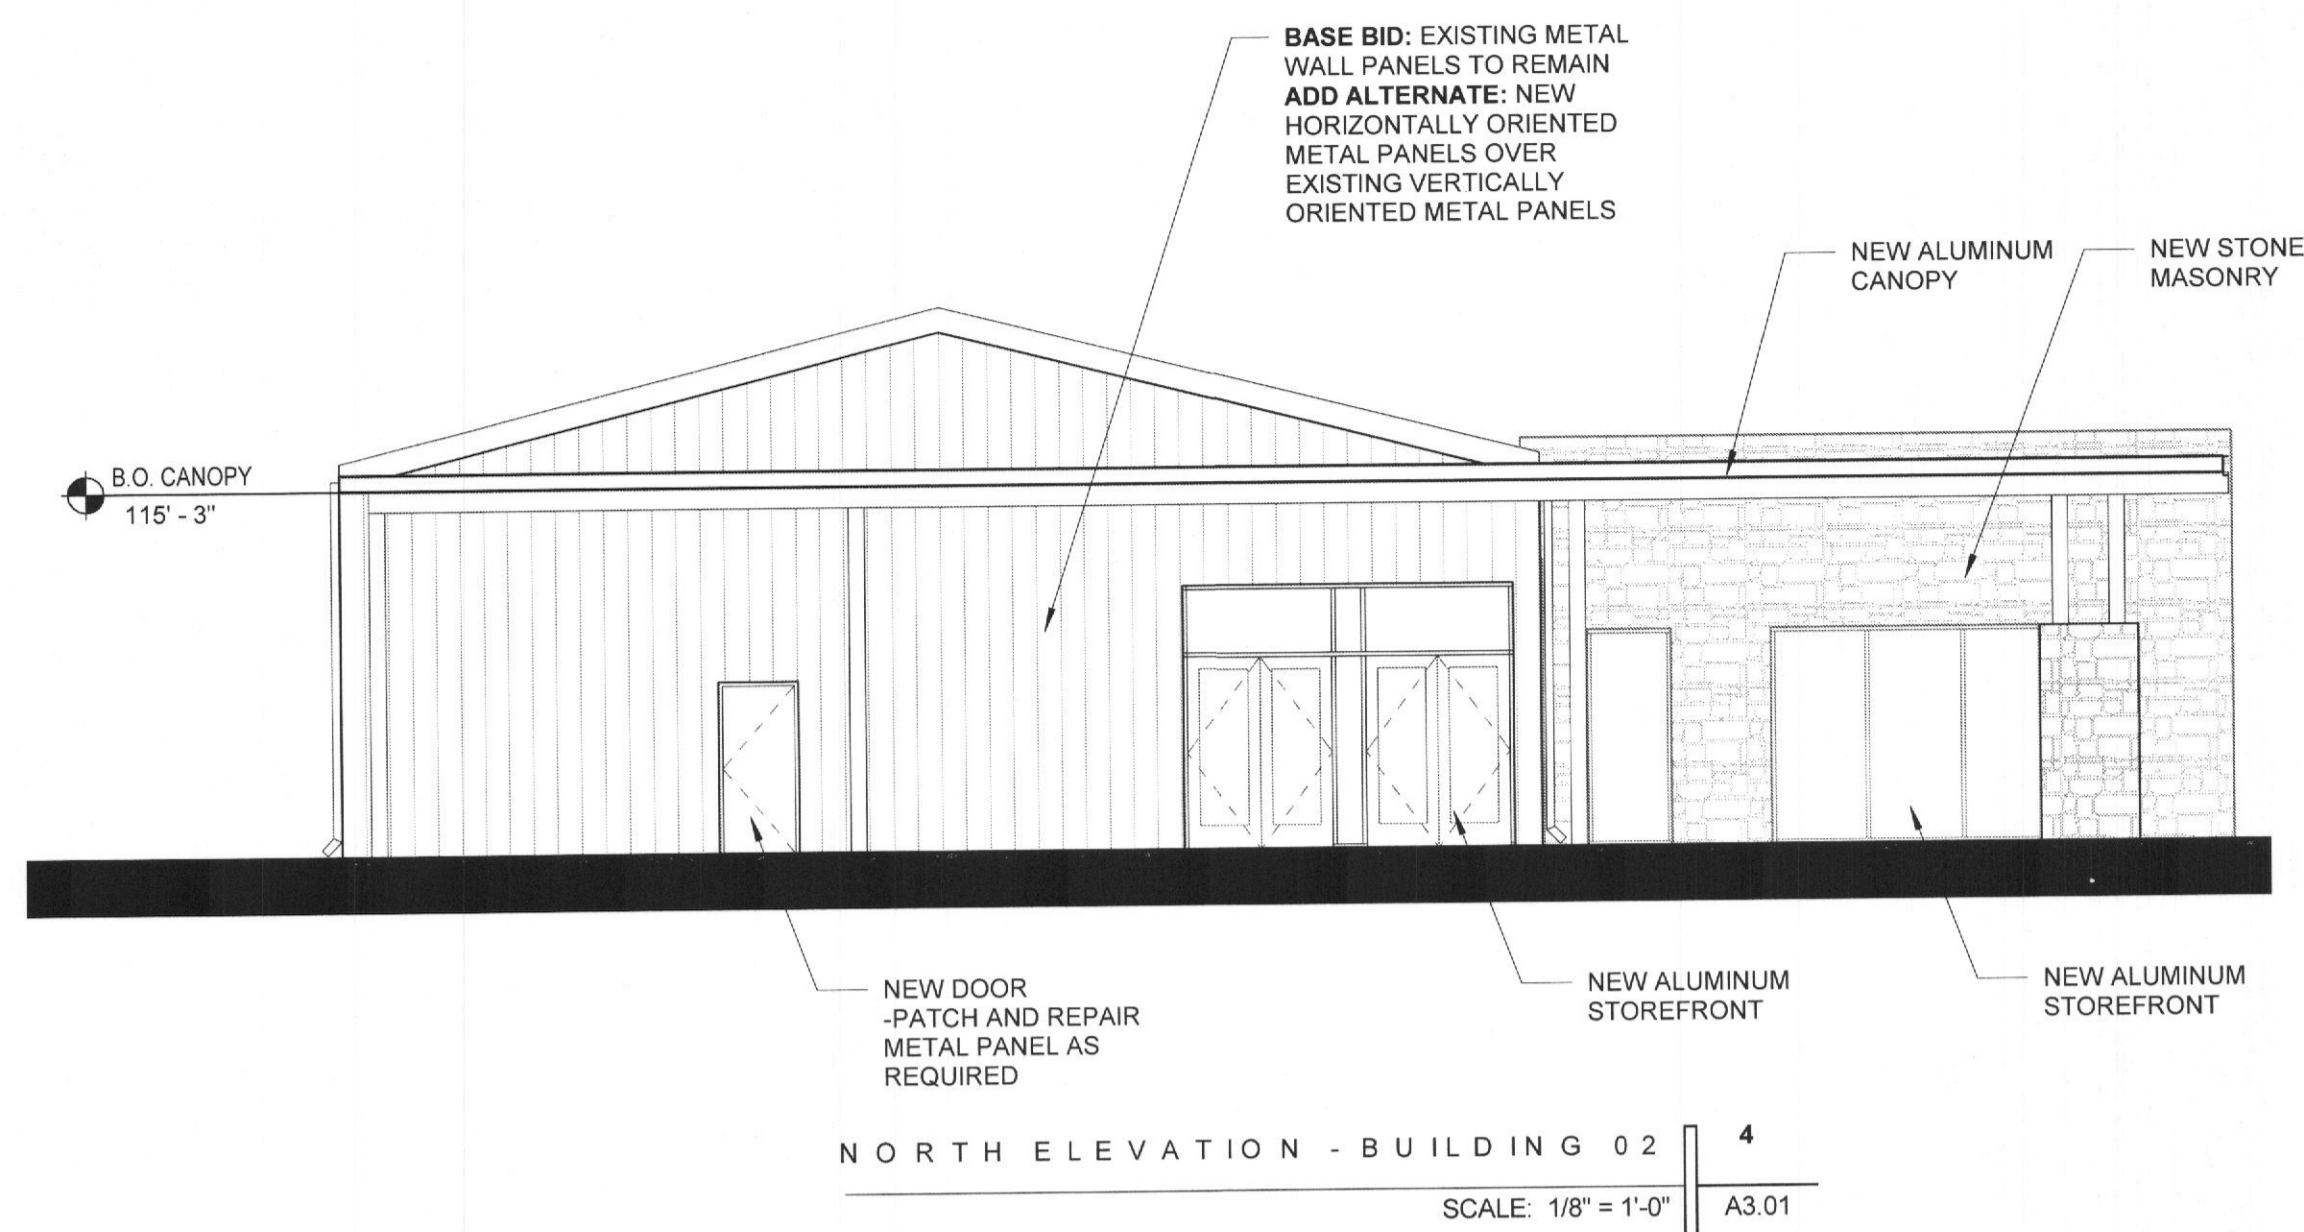 BASE BID: EXISTING METAL
WALL PANELS TO REMAIN
ADD ALTERNATE: NEW
HORIZONTALLY ORIENTED
METAL PANELS OVER
EXISTING VERTICALLY
ORIENTED METAL PANELS
NEW ALUMINUM
CANOPY
NEW STONE
MASONRY
B.O. CANOPY
115' - 3"
NEW DOOR
-PATCH AND REPAIR
METAL PANEL AS
REQUIRED
NEW ALUMINUM
STOREFRONT
NEW ALUMINUM
STOREFRONT
NORTH ELEVATION - BUILDING 02
4
SCALE: 1/8" = 1'-0"
A3.01